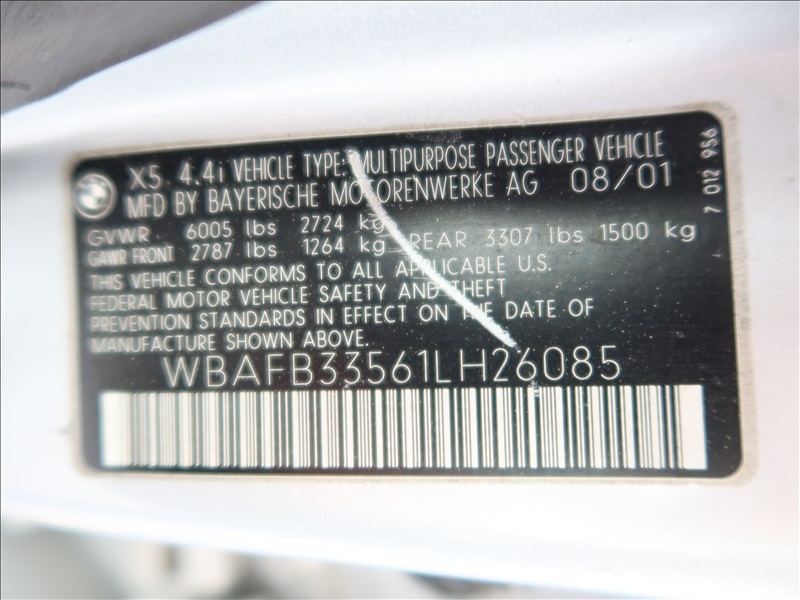 X5 4.4i VEHICLE TYPE: MULTIPURPOSE PASSENGER VEHICLE
MFD BY BAYERISCHE MOTORENWERKE AG 08/01
GVWR 6005 lbs 2724 kg
GAWR FRONT 2787 lbs 1264 kg REAR 3307 lbs 1500 kg
THIS VEHICLE CONFORMS TO ALL APPLICABLE U.S.
FEDERAL MOTOR VEHICLE SAFETY AND THEFT
PREVENTION STANDARDS IN EFFECT ON THE DATE OF
MANUFACTURE SHOWN ABOVE.
WBAFB33561LH26085
7 012 956